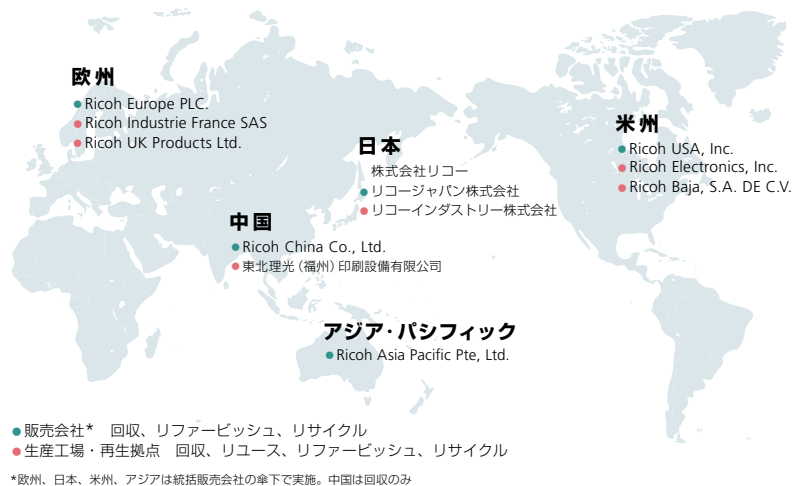 欧州
● Ricoh Europe PLC.
● Ricoh Industrie France SAS
● Ricoh UK Products Ltd.
日本
株式会社リコー
● リコージャパン株式会社
● リコーインダストリー株式会社
米州
● Ricoh USA, Inc.
● Ricoh Electronics, Inc.
● Ricoh Baja, S.A. DE C.V.
中国
● Ricoh China Co., Ltd.
● 東北理光（福州）印刷設備有限公司
アジア・パシフィック
● Ricoh Asia Pacific Pte, Ltd.
● 販売会社*　回収、リファービッシュ、リサイクル
● 生産工場・再生拠点　回収、リユース、リファービッシュ、リサイクル
*欧州、日本、米州、アジアは統括販売会社の傘下で実施。中国は回収のみ